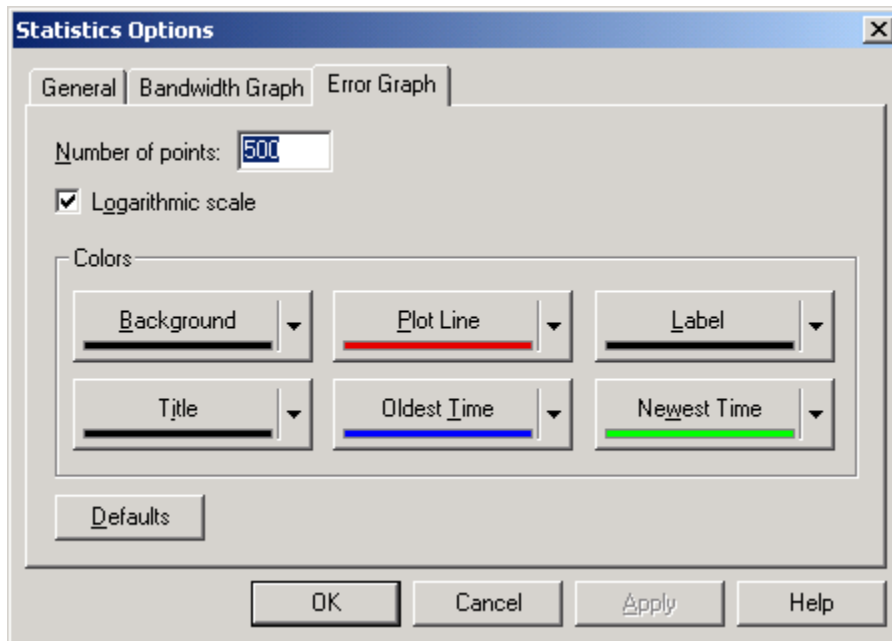 Statistics Options
General Bandwidth Graph Error Graph
Number of points: 500
Logarithmic scale
Colors
Background Plot Line Label
Title Oldest Time Newest Time
Defaults
OK Cancel Apply Help